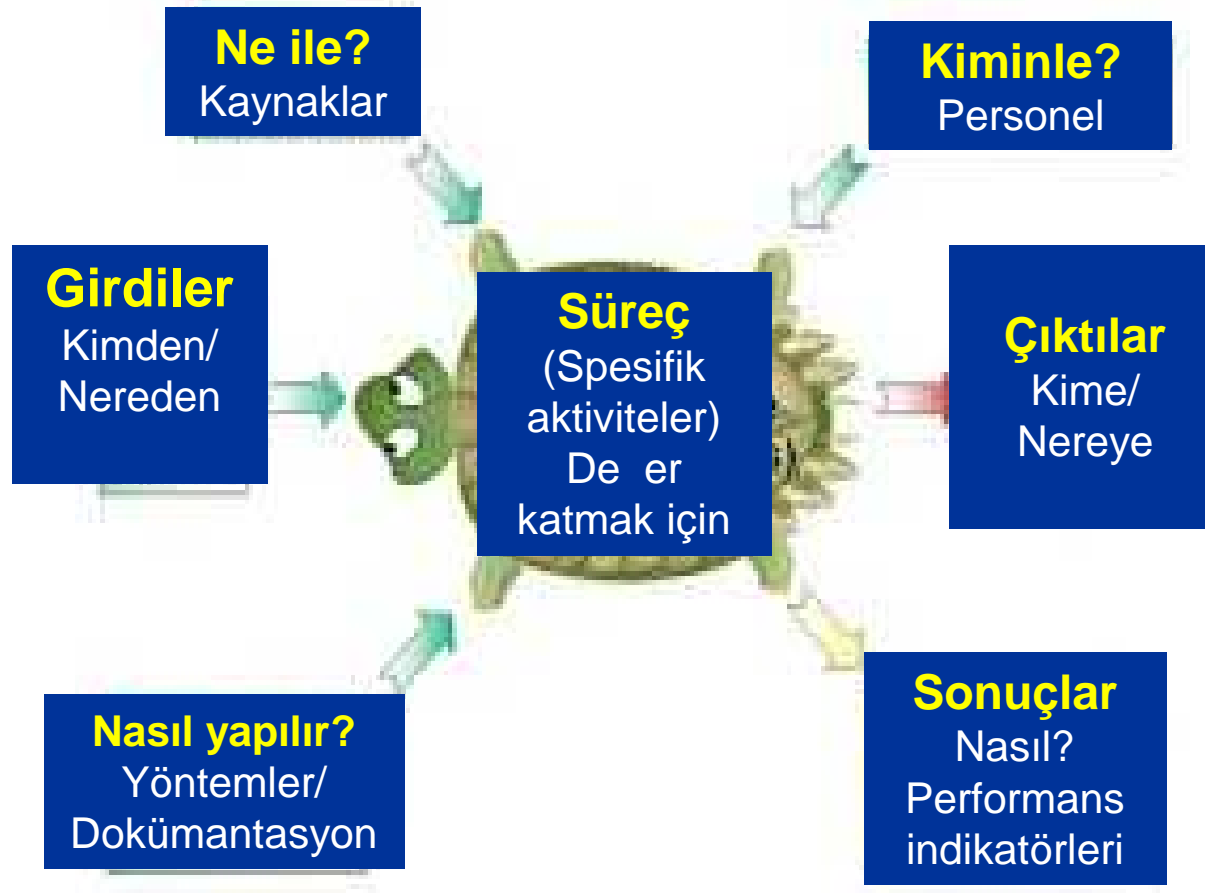 Ne ile?
Kaynaklar
Kiminle?
Personel
Girdiler
Kimden/
Nereden
Süreç
(Spesifik
aktiviteler)
De er
katmak için
Çıktılar
Kime/
Nereye
Nasıl yapılır?
Yöntemler/
Dokümantasyon
Sonuçlar
Nasıl?
Performans
indikatörleri